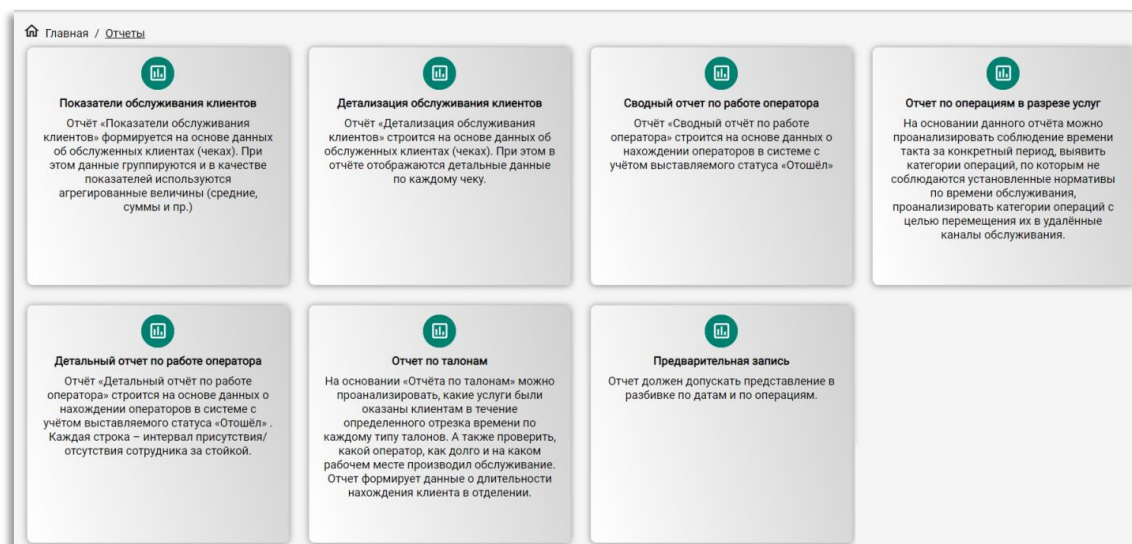 Главная / Отчеты
Показатели обслуживания клиентов
Отчёт «Показатели обслуживания
клиентов» формируется на основе данных
об обслуженных клиентах (чеках). При
этом данные группируются и в качестве
показателей используются
агрегированные величины (средние,
суммы и пр.)
Детализация обслуживания клиентов
Отчёт «Детализация обслуживания
клиентов» строится на основе данных об
обслуженных клиентах (чеках). При этом в
отчёте отображаются детальные данные
по каждому чеку.
Сводный отчет по работе оператора
Отчёт «Сводный отчёт по работе
оператора» строится на основе данных о
нахождении операторов в системе с
учётом выставляемого статуса «Отошёл»
Отчет по операциям в разрезе услуг
На основании данного отчёта можно
проанализировать соблюдение времени
такта за конкретный период, выявить
категории операций, по которым не
соблюдаются установленные нормативы
по времени обслуживания,
проанализировать категории операций с
целью перемещения их в удалённые
каналы обслуживания.
Детальный отчет по работе оператора
Отчёт «Детальный отчёт по работе
оператора» строится на основе данных о
нахождении операторов в системе с
учётом выставляемого статуса «Отошёл» .
Каждая строка – интервал присутствия/
отсутствия сотрудника за стойкой.
Отчет по талонам
На основании «Отчёта по талонам» можно
проанализировать, какие услуги были
оказаны клиентам в течение
определенного отрезка времени по
каждому типу талонов. А также проверить,
какой оператор, как долго и на каком
рабочем месте производил обслуживание.
Отчет формирует данные о длительности
нахождения клиента в отделении.
Предварительная запись
Отчет должен допускать представление в
разбивке по датам и по операциям.